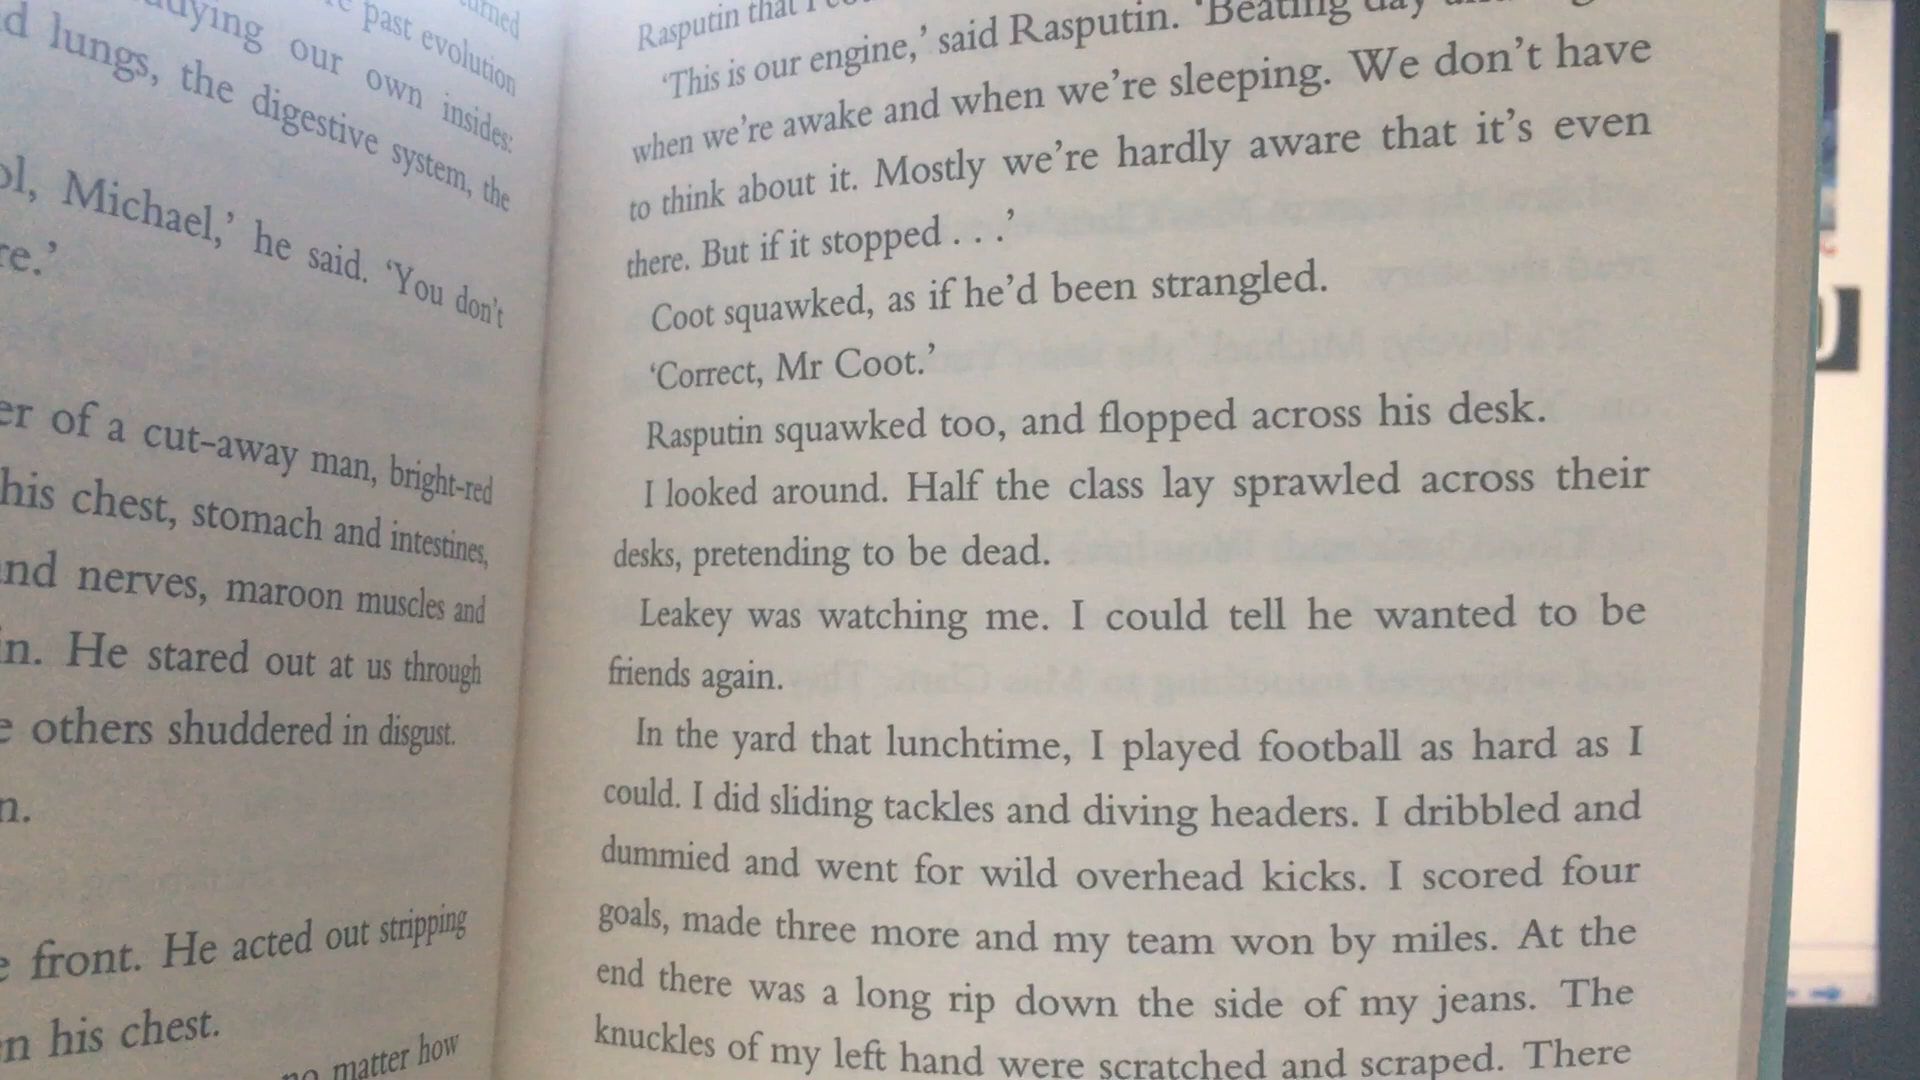 past evolution
our own insides:
lungs, the digestive system, the
Michael,’ he said. ‘You don’t
of a cut-away man, bright-red
his chest, stomach and intestines,
nerves, maroon muscles and
He stared out at us through
others shuddered in disgust.
front. He acted out stripping
his chest.
matter how
Rasputin that I
‘This is our engine,’ said Rasputin. ‘Beating day
when we’re awake and when we’re sleeping. We don’t have
to think about it. Mostly we’re hardly aware that it’s even
there. But if it stopped . . .’
Coot squawked, as if he’d been strangled.
‘Correct, Mr Coot.’
Rasputin squawked too, and flopped across his desk.
I looked around. Half the class lay sprawled across their
desks, pretending to be dead.
Leakey was watching me. I could tell he wanted to be
friends again.
In the yard that lunchtime, I played football as hard as I
could. I did sliding tackles and diving headers. I dribbled and
dummied and went for wild overhead kicks. I scored four
goals, made three more and my team won by miles. At the
end there was a long rip down the side of my jeans. The
knuckles of my left hand were scratched and scraped. There